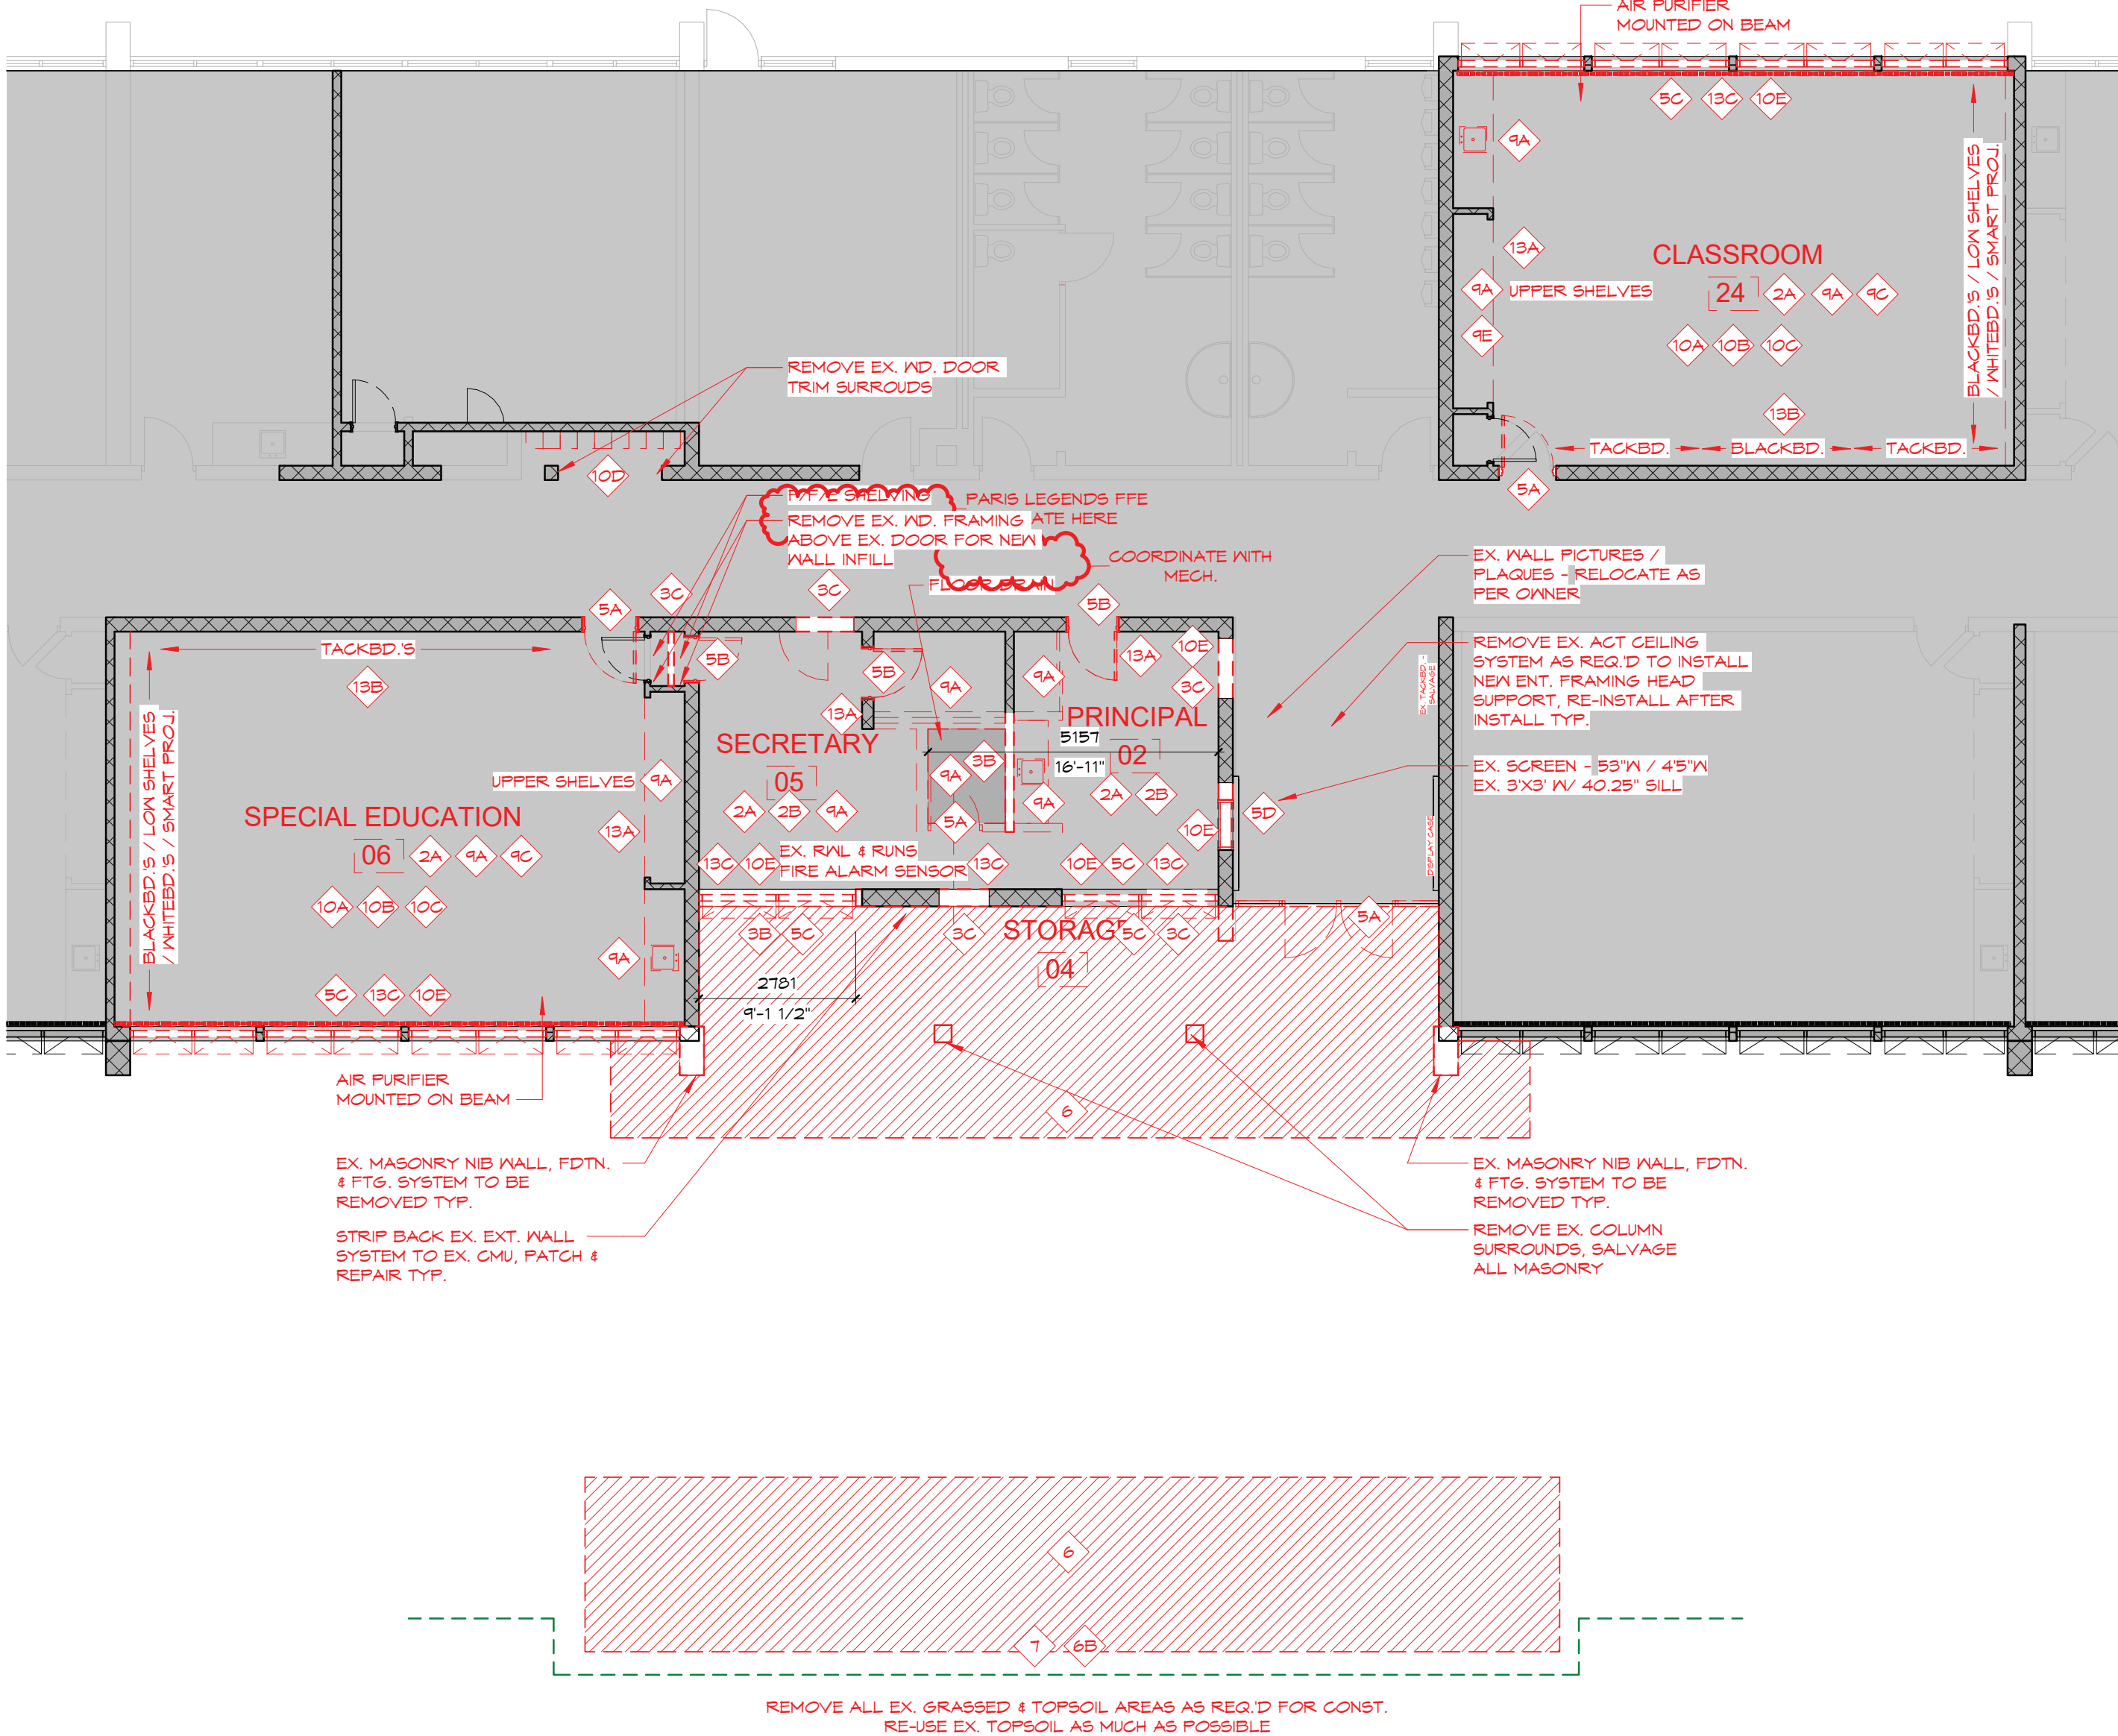 AIR PURIFIER
MOUNTED ON BEAM
5C 13C 10E
9A
13A
CLASSROOM
24 2A 9A 9C
9A UPPER SHELVES
9E
10A 10B 10C
13B
TACKBD. BLACKBD. TACKBD.
5A
BLACKBD.'S / LOW SHELVES
/ WHITEBD.'S / SMART PROJ.
REMOVE EX. WD. DOOR
TRIM SURROUDS
10D
F/F/E SHELVING
PARIS LEGENDS FFE
ATE HERE
REMOVE EX. WD. FRAMING
ABOVE EX. DOOR FOR NEW
WALL INFILL
COORDINATE WITH
MECH.
FLOOR DRAIN
EX. WALL PICTURES /
PLAQUES - RELOCATE AS
PER OWNER
REMOVE EX. ACT CEILING
SYSTEM AS REQ.'D TO INSTALL
NEW ENT. FRAMING HEAD
SUPPORT, RE-INSTALL AFTER
INSTALL TYP.
EX. SCREEN - 53"W / 4'5"W
EX. 3'X3' W/ 40.25" SILL
EX. TACKBD. -
SALVAGE
DISPLAY CASE
5A 3C 3C 5B
TACKBD.'S
13B
BLACKBD.'S / LOW SHELVES
/ WHITEBD.'S / SMART PROJ.
UPPER SHELVES 9A
13A
SPECIAL EDUCATION
06 2A 9A 9C
10A 10B 10C
9A
5C 13C 10E
5B 5B 9A
13A
SECRETARY
05
2A 2B 9A
9A 3B
5A
13C 10E
EX. RWL & RUNS
FIRE ALARM SENSOR
13C
9A 13A 10E
3C
PRINCIPAL
02
5157
16'-11"
9A 2A 2B
10E 5D
10E 5C 13C
3B 5C 3C
STORAGE
5C 3C
04
5A
2781
9'-1 1/2"
6
AIR PURIFIER
MOUNTED ON BEAM
EX. MASONRY NIB WALL, FDTN.
& FTG. SYSTEM TO BE
REMOVED TYP.
STRIP BACK EX. EXT. WALL
SYSTEM TO EX. CMU, PATCH &
REPAIR TYP.
EX. MASONRY NIB WALL, FDTN.
& FTG. SYSTEM TO BE
REMOVED TYP.
REMOVE EX. COLUMN
SURROUNDS, SALVAGE
ALL MASONRY
6
7 6B
REMOVE ALL EX. GRASSED & TOPSOIL AREAS AS REQ.'D FOR CONST.
RE-USE EX. TOPSOIL AS MUCH AS POSSIBLE